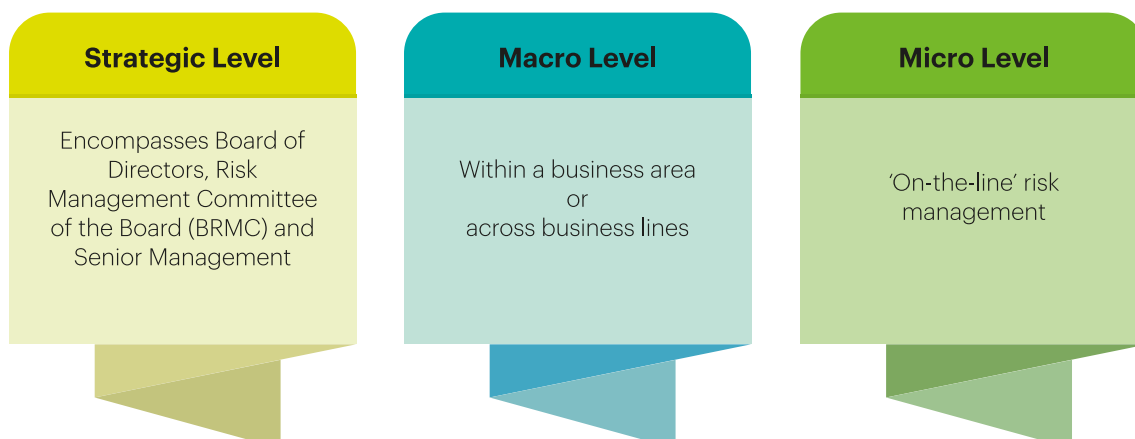 Strategic Level
Encompasses Board of
Directors, Risk
Management Committee
of the Board (BRMC) and
Senior Management
Macro Level
Within a business area
or
across business lines
Micro Level
‘On-the-line’ risk
management